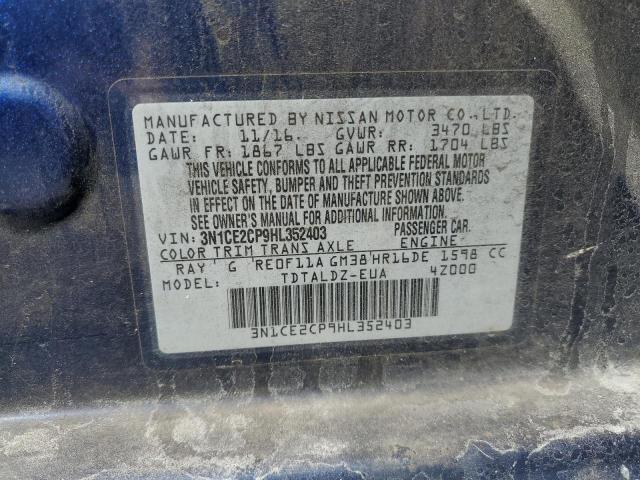 MANUFACTURED BY NISSAN MOTOR CO.,LTD.
DATE: 11/16. GVWR: 3470 LBS
GAWR FR: 1867 LBS GAWR RR: 1704 LBS
THIS VEHICLE CONFORMS TO ALL APPLICABLE FEDERAL MOTOR
VEHICLE SAFETY, BUMPER AND THEFT PREVENTION STANDARDS
IN EFFECT ON THE DATE OF MANUFACTURE SHOWN ABOVE.
SEE OWNER'S MANUAL FOR ADDITIONAL INFORMATION.
VIN: 3N1CE2CP9HL352403 PASSENGER CAR.
COLOR TRIM TRANS AXLE ENGINE
RAY G RE0F11A GM38 HR16DE 1598 CC
MODEL: TDTALDZ-EUA 4Z000
3N1CE2CP9HL352403